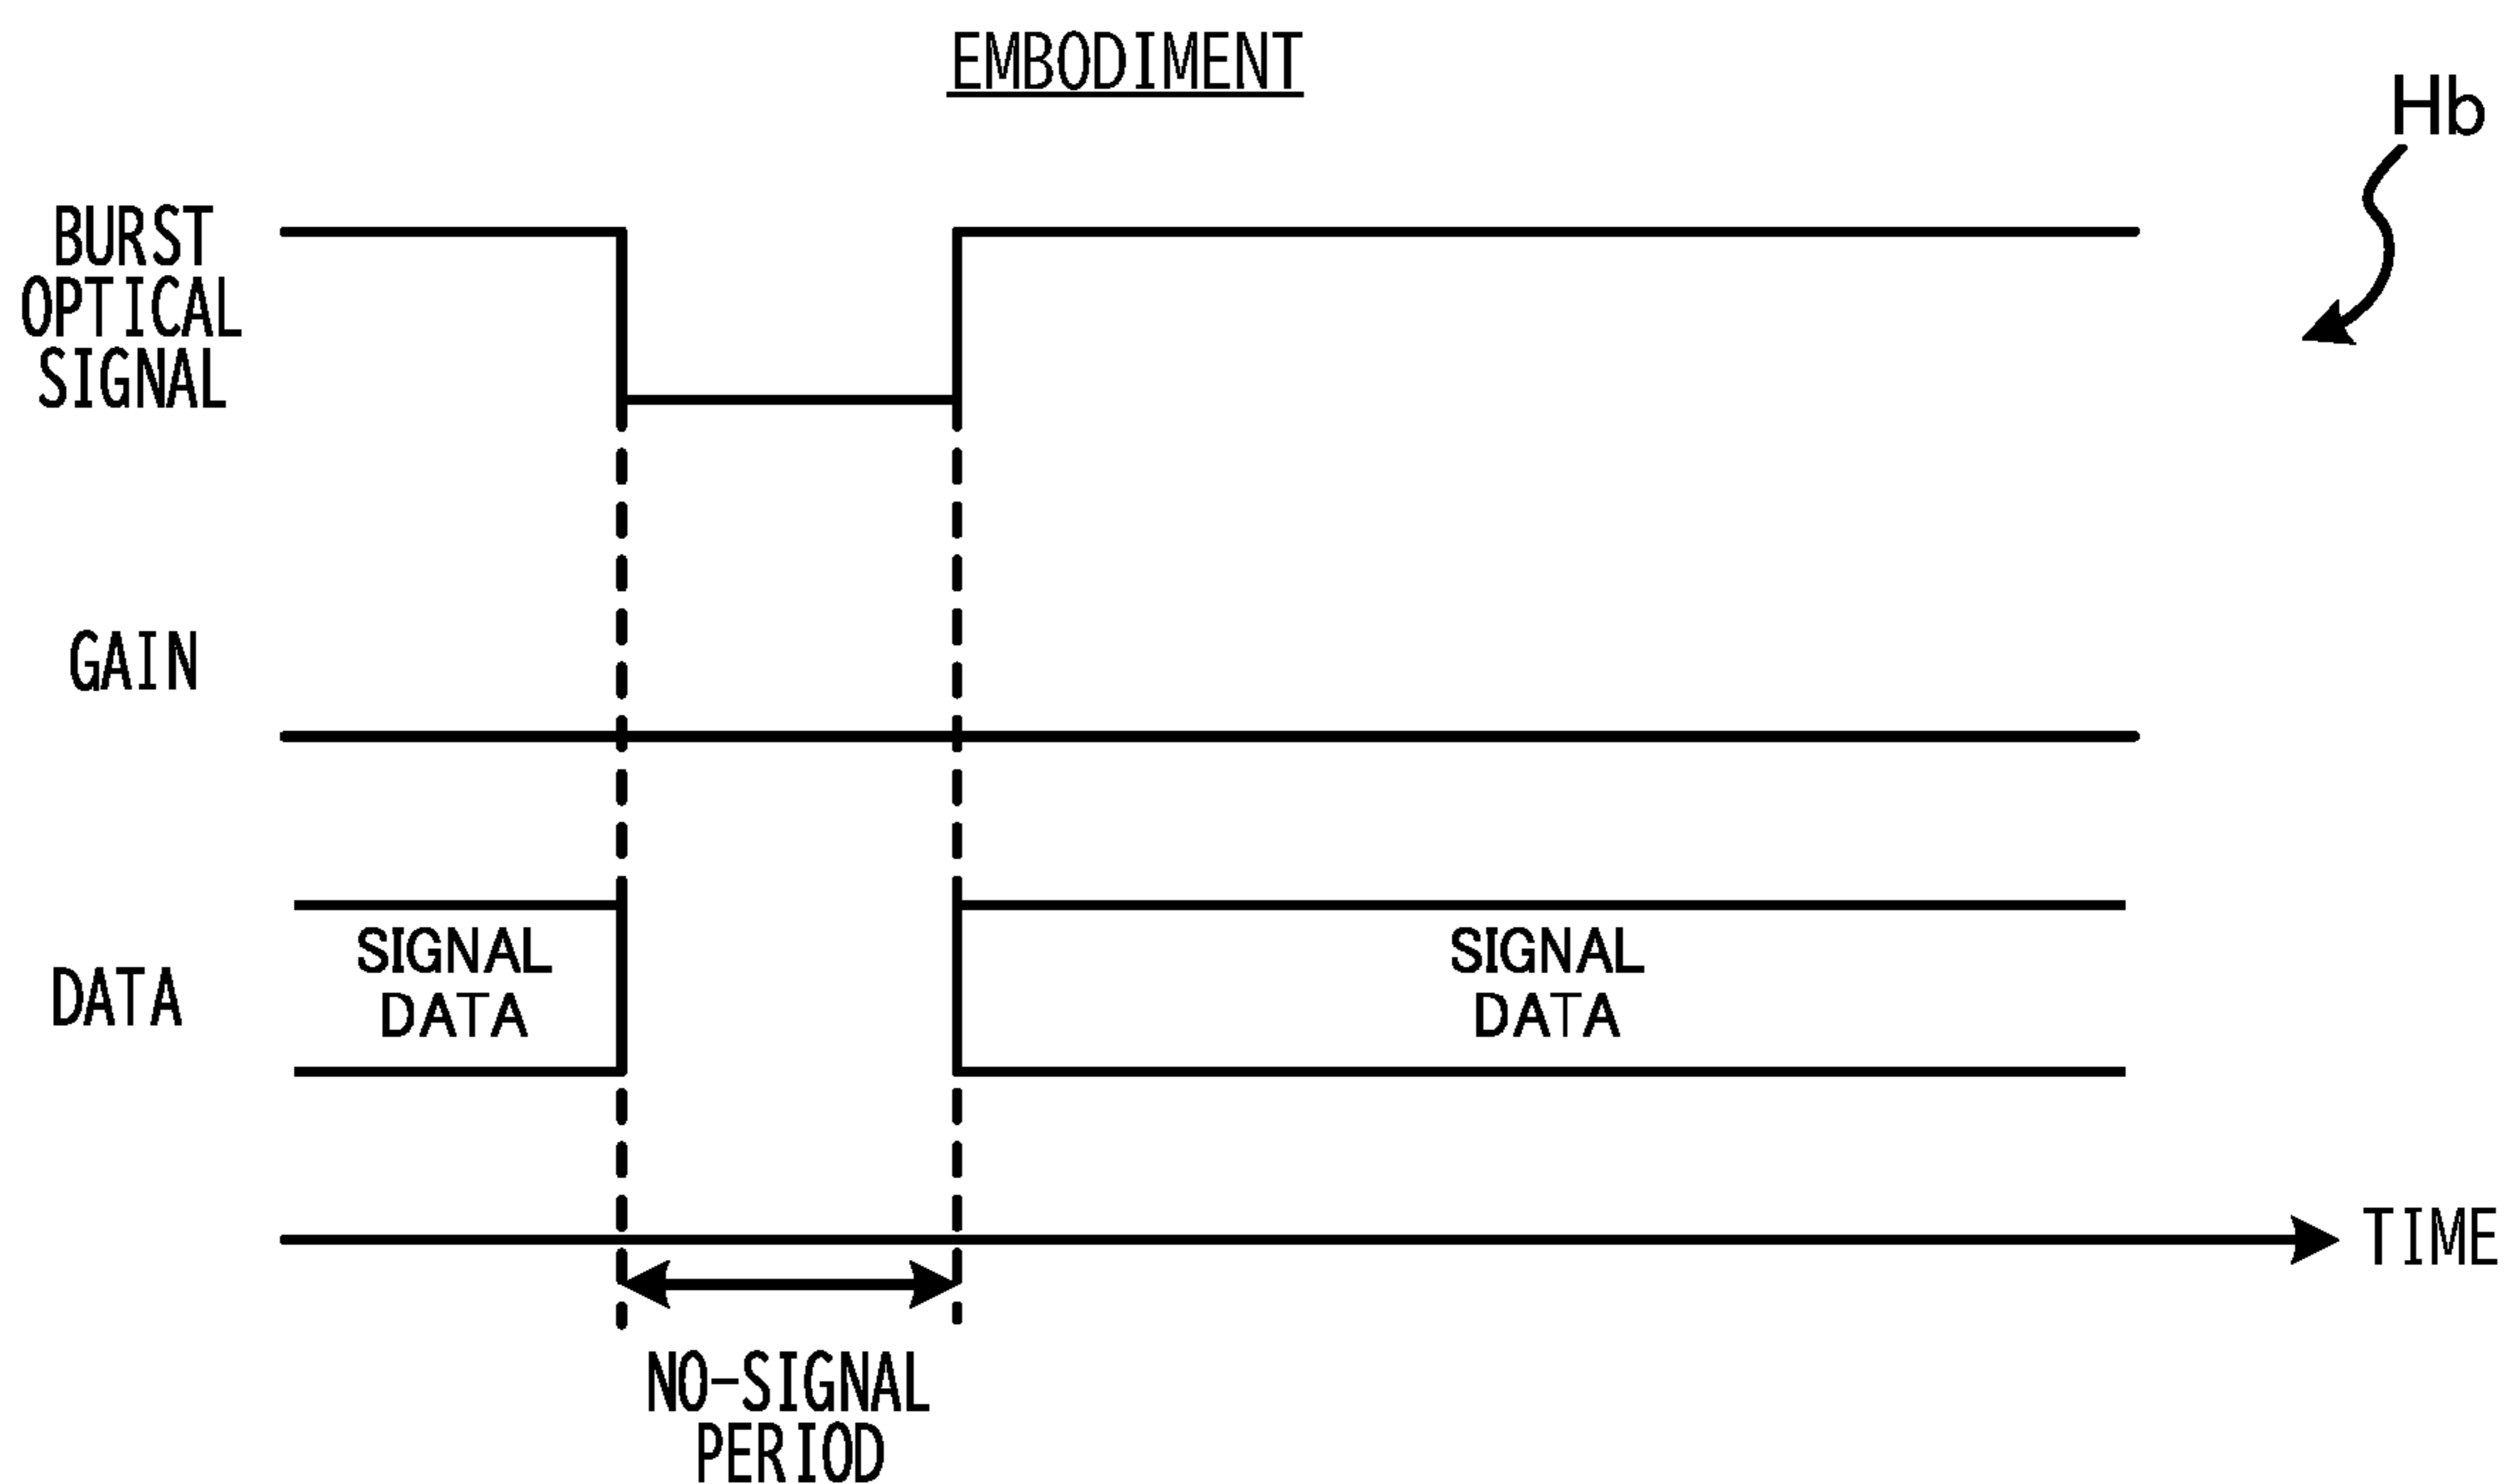 EMBODIMENT
Hb
BURST
OPTICAL
SIGNAL
GAIN
DATA
SIGNAL
DATA
SIGNAL
DATA
TIME
NO-SIGNAL
PERIOD